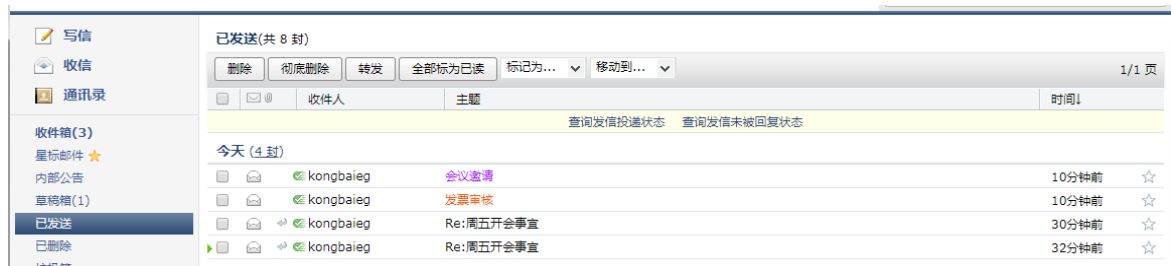 写信
收信
通讯录
收件箱(3)
星标邮件
内部公告
草稿箱(1)
已发送
已删除
已发送(共 8 封)
删除 彻底删除 转发 全部标为已读 标记为... 移动到... 1/1 页
收件人 主题 时间↓
查询发信投递状态 查询发信未被回复状态
今天 (4 封)
kongbaieg 会议邀请 10分钟前
kongbaieg 发票审核 10分钟前
kongbaieg Re:周五开会事宜 30分钟前
kongbaieg Re:周五开会事宜 32分钟前